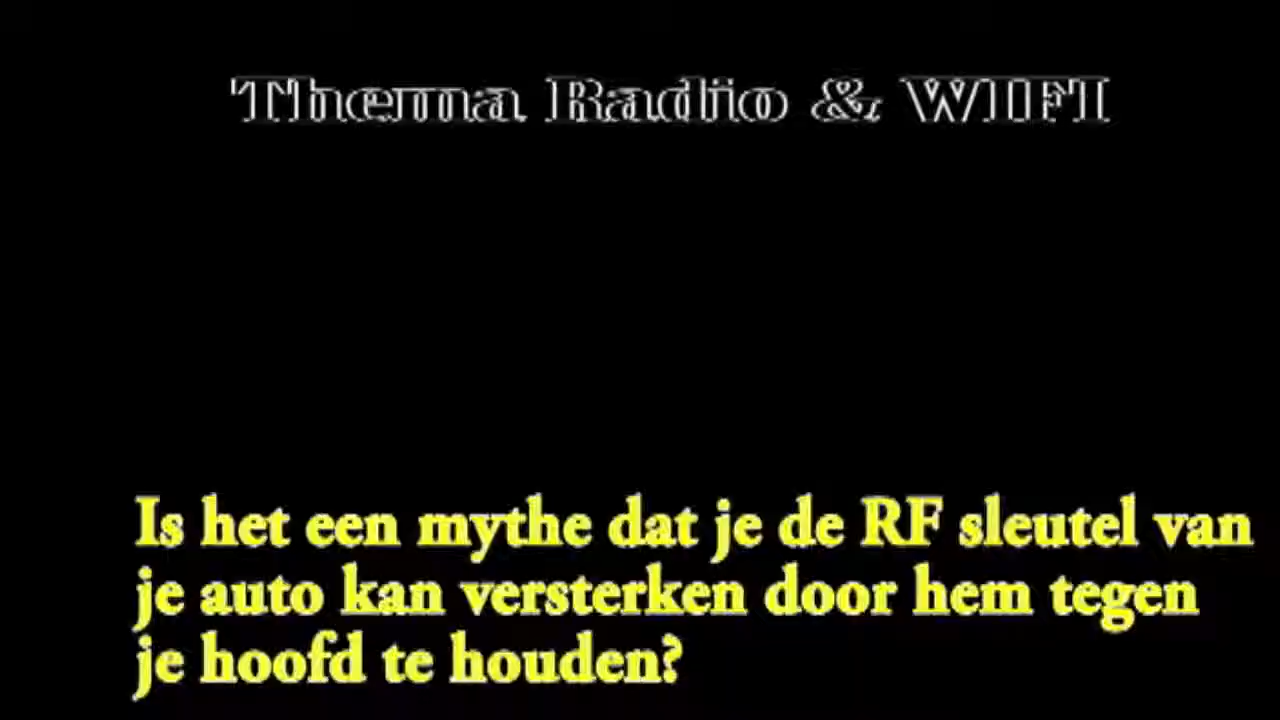 Thema Radio & WIFI
Is het een mythe dat je de RF sleutel van
je auto kan versterken door hem tegen
je hoofd te houden?